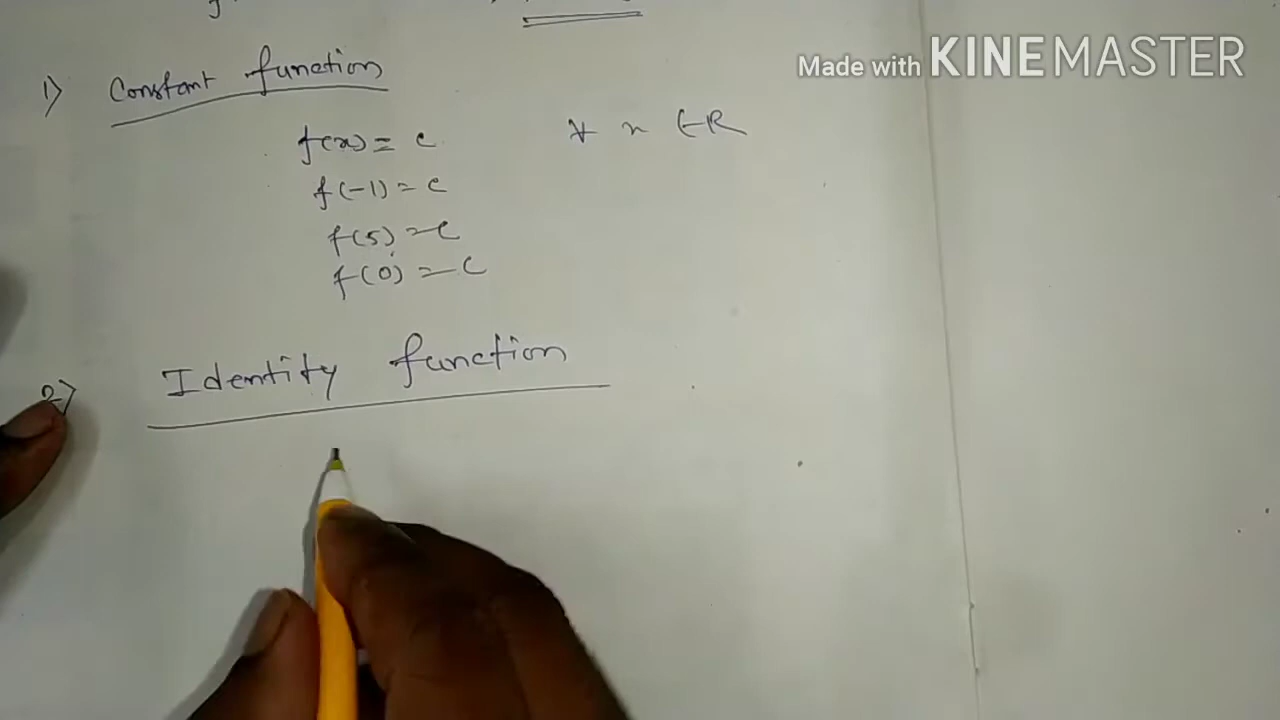 Made with KINEMASTER
1) Constant function
f(x) = c ∀ x ∈ R
f(-1) = c
f(5) = c
f(0) = c
2) Identity function